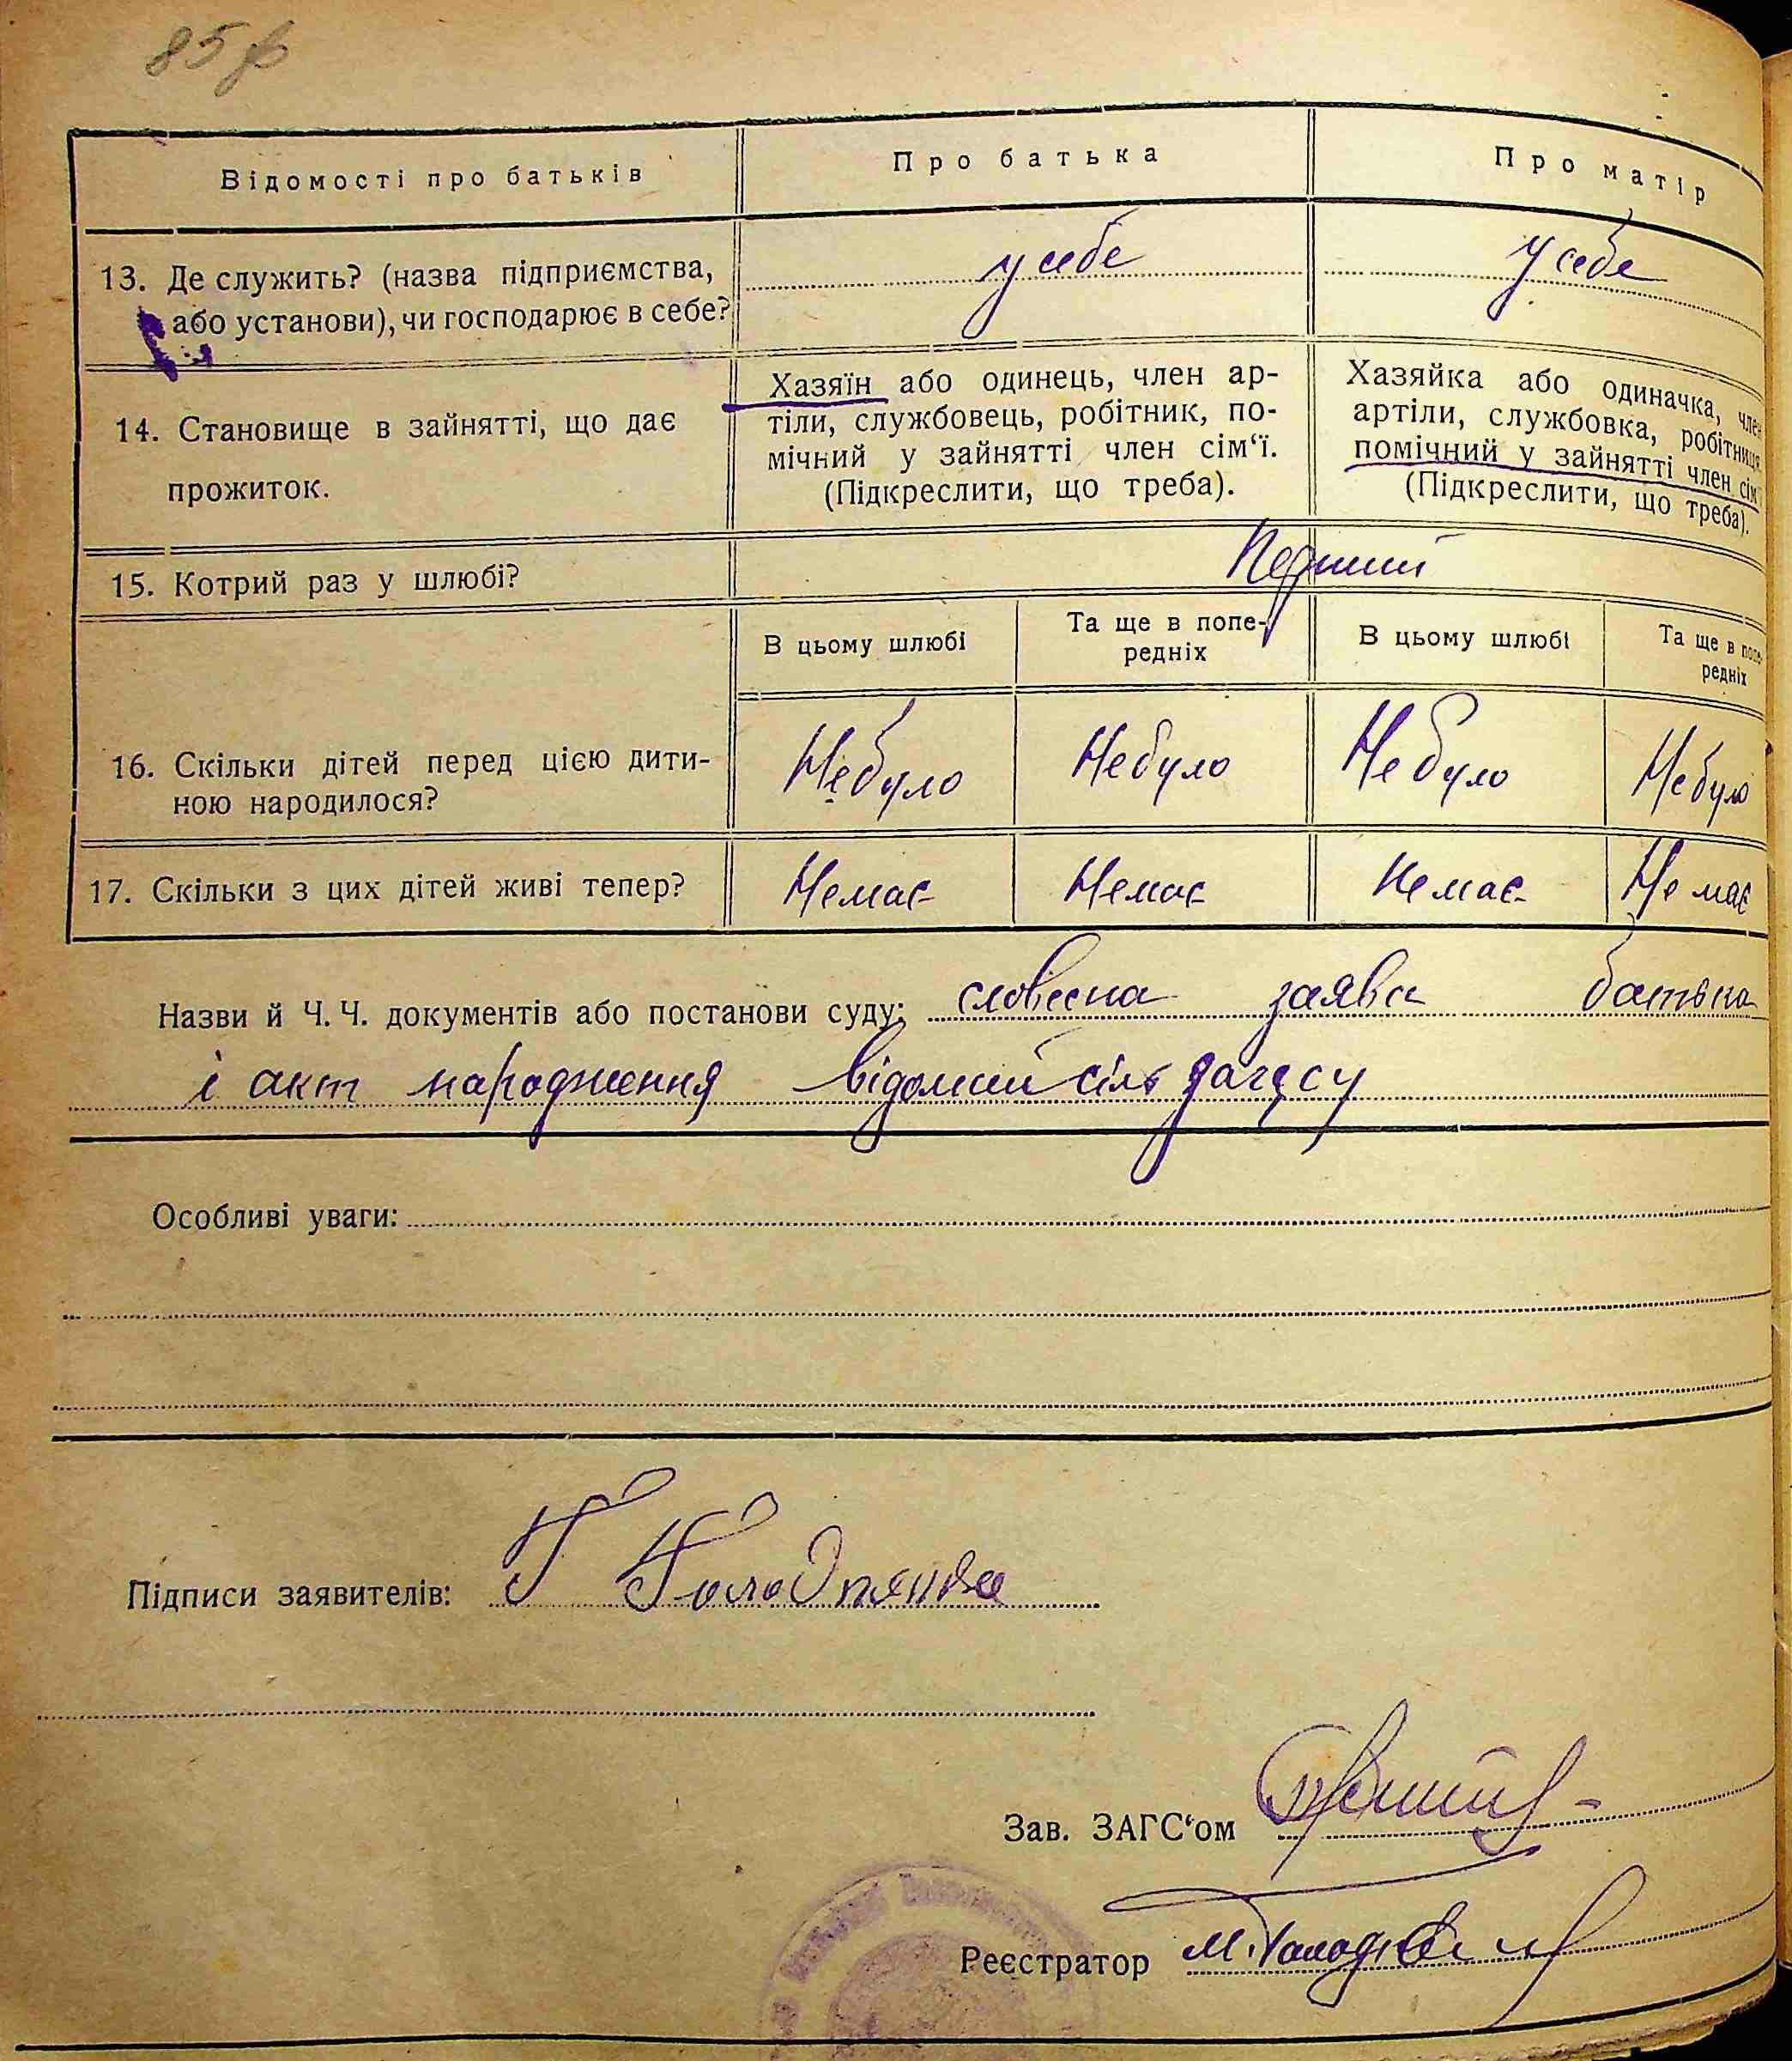 85
Відомості про батьків
Про батька
Про матір
13. Де служить? (назва підприємства,
або установи), чи господарює в себе?
у себе
у себе
14. Становище в зайнятті, що дає
прожиток.
Хазяїн або одинець, член ар-
тіли, службовець, робітник, по-
мічний у зайнятті член сім‘ї.
(Підкреслити, що треба).
Хазяйка або одиначка, член
артіли, службовка, робітниця,
помічний у зайнятті член сім
(Підкреслити, що треба).
15. Котрий раз у шлюбі?
Перший
В цьому шлюбі
Та ще в попе-
редніх
В цьому шлюбі
Та ще в попе-
редніх
16. Скільки дітей перед цією дити-
ною народилося?
Небуло
Небуло
Небуло
Небуло
17. Скільки з цих дітей живі тепер?
Немає
Немає
Немає
Немає
Назви й Ч. Ч. документів або постанови суду: словесна заява батька
і акт народження відомий сіль загсу
Особливі уваги:
Підписи заявителів:
Зав. ЗАГС‘ом
Реєстратор М.